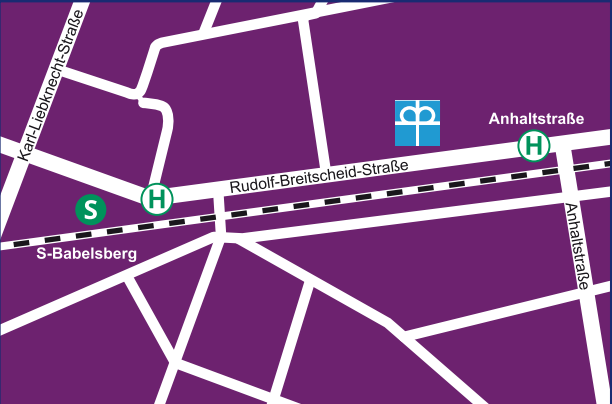 Karl-Liebknecht-Straße
Anhaltstraße
H
Rudolf-Breitscheid-Straße
H
S
S-Babelsberg
Anhaltstraße